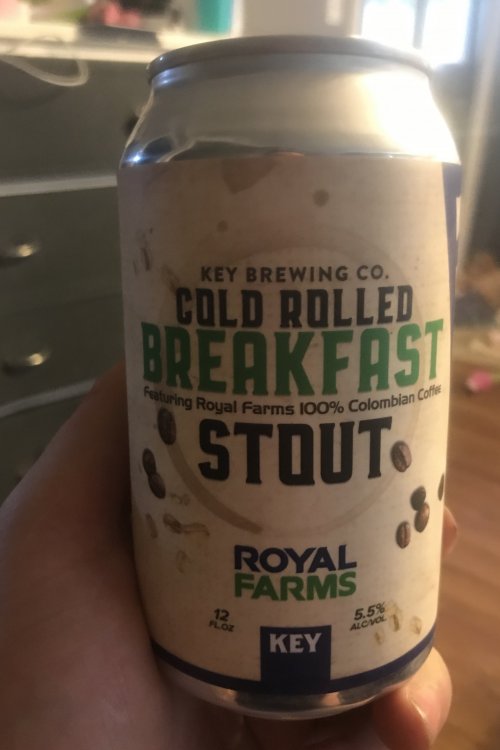 KEY BREWING CO.
COLD ROLLED
BREAKFAST
Featuring Royal Farms 100% Colombian Coffee
STOUT
ROYAL
FARMS
12
FL.OZ
5.5%
ALC/VOL
KEY